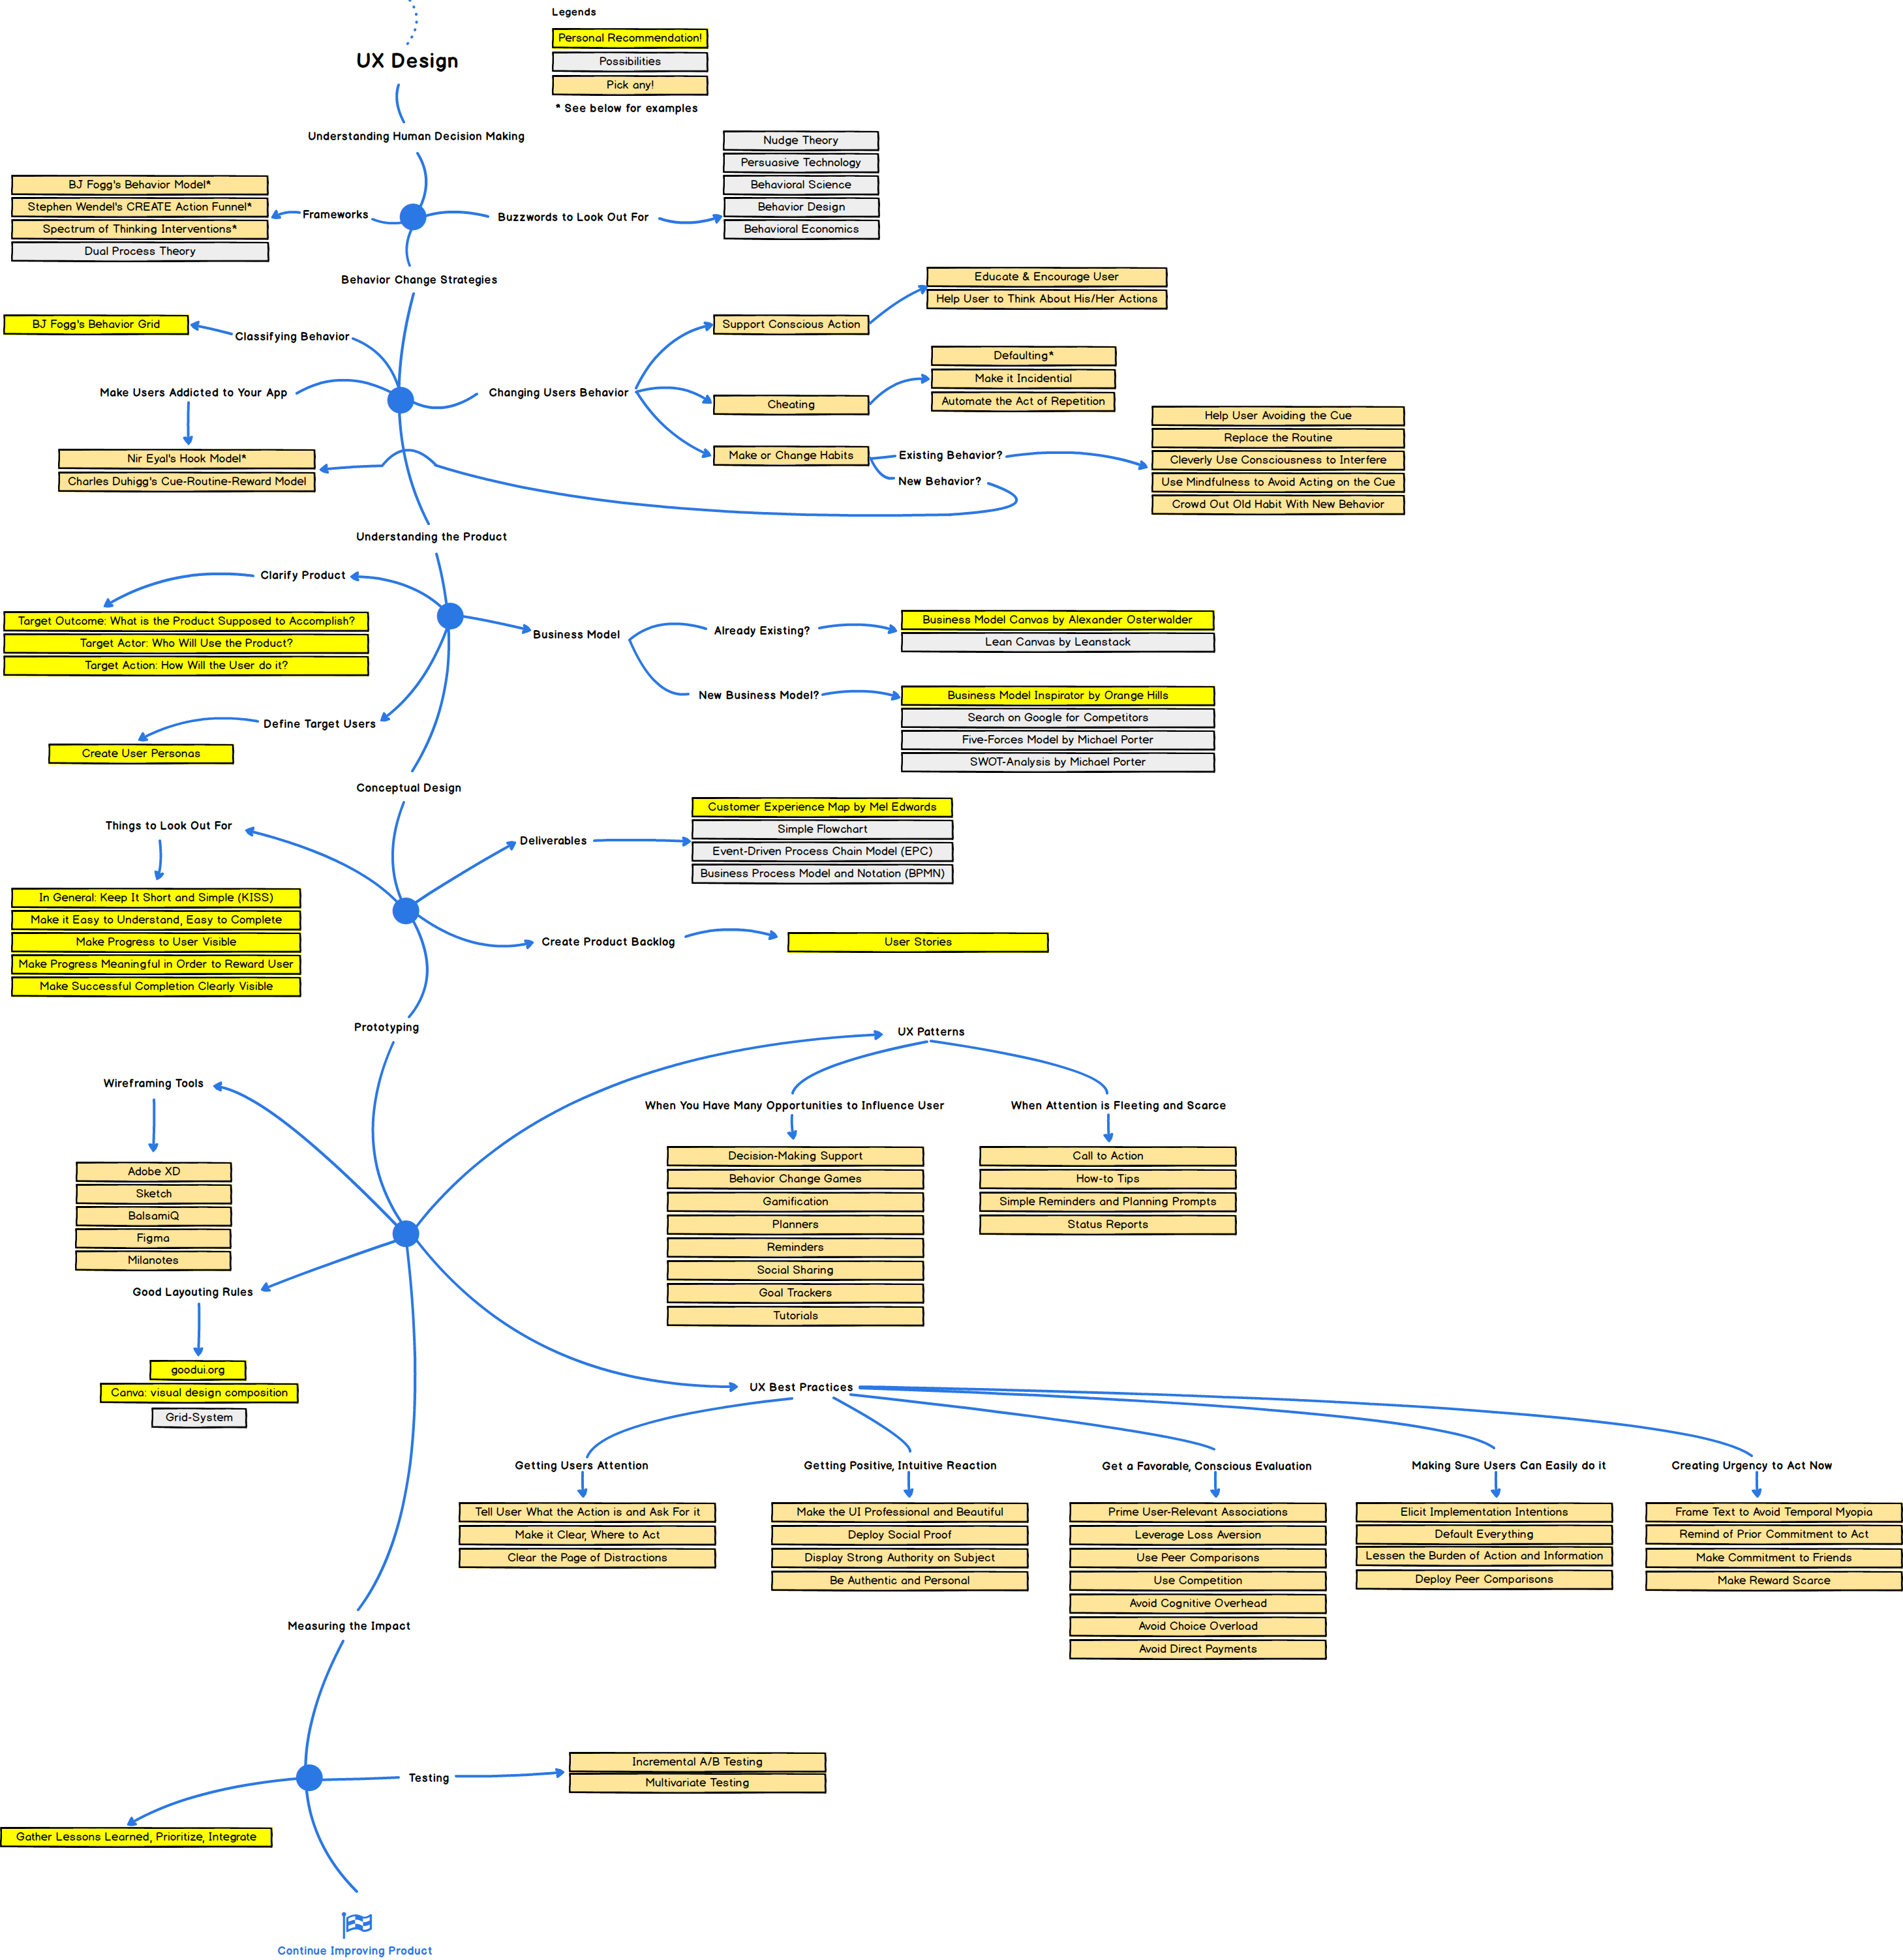 Legends
Personal Recommendation!
Possibilities
Pick any!
* See below for examples
UX Design
Understanding Human Decision Making
Frameworks
BJ Fogg's Behavior Model*
Stephen Wendel's CREATE Action Funnel*
Spectrum of Thinking Interventions*
Dual Process Theory
Buzzwords to Look Out For
Nudge Theory
Persuasive Technology
Behavioral Science
Behavior Design
Behavioral Economics
Behavior Change Strategies
Classifying Behavior
BJ Fogg's Behavior Grid
Make Users Addicted to Your App
Nir Eyal's Hook Model*
Charles Duhigg's Cue-Routine-Reward Model
Changing Users Behavior
Support Conscious Action
Educate & Encourage User
Help User to Think About His/Her Actions
Cheating
Defaulting*
Make it Incidential
Automate the Act of Repetition
Make or Change Habits
Existing Behavior?
New Behavior?
Help User Avoiding the Cue
Replace the Routine
Cleverly Use Consciousness to Interfere
Use Mindfulness to Avoid Acting on the Cue
Crowd Out Old Habit With New Behavior
Understanding the Product
Clarify Product
Target Outcome: What is the Product Supposed to Accomplish?
Target Actor: Who Will Use the Product?
Target Action: How Will the User do it?
Define Target Users
Create User Personas
Business Model
Already Existing?
Business Model Canvas by Alexander Osterwalder
Lean Canvas by Leanstack
New Business Model?
Business Model Inspirator by Orange Hills
Search on Google for Competitors
Five-Forces Model by Michael Porter
SWOT-Analysis by Michael Porter
Conceptual Design
Things to Look Out For
In General: Keep It Short and Simple (KISS)
Make it Easy to Understand, Easy to Complete
Make Progress to User Visible
Make Progress Meaningful in Order to Reward User
Make Successful Completion Clearly Visible
Deliverables
Customer Experience Map by Mel Edwards
Simple Flowchart
Event-Driven Process Chain Model (EPC)
Business Process Model and Notation (BPMN)
Create Product Backlog
User Stories
Prototyping
Wireframing Tools
Adobe XD
Sketch
BalsamiQ
Figma
Milanotes
Good Layouting Rules
goodui.org
Canva: visual design composition
Grid-System
UX Patterns
When You Have Many Opportunities to Influence User
Decision-Making Support
Behavior Change Games
Gamification
Planners
Reminders
Social Sharing
Goal Trackers
Tutorials
When Attention is Fleeting and Scarce
Call to Action
How-to Tips
Simple Reminders and Planning Prompts
Status Reports
UX Best Practices
Getting Users Attention
Tell User What the Action is and Ask For it
Make it Clear, Where to Act
Clear the Page of Distractions
Getting Positive, Intuitive Reaction
Make the UI Professional and Beautiful
Deploy Social Proof
Display Strong Authority on Subject
Be Authentic and Personal
Get a Favorable, Conscious Evaluation
Prime User-Relevant Associations
Leverage Loss Aversion
Use Peer Comparisons
Use Competition
Avoid Cognitive Overhead
Avoid Choice Overload
Avoid Direct Payments
Making Sure Users Can Easily do it
Elicit Implementation Intentions
Default Everything
Lessen the Burden of Action and Information
Deploy Peer Comparisons
Creating Urgency to Act Now
Frame Text to Avoid Temporal Myopia
Remind of Prior Commitment to Act
Make Commitment to Friends
Make Reward Scarce
Measuring the Impact
Testing
Incremental A/B Testing
Multivariate Testing
Gather Lessons Learned, Prioritize, Integrate
Continue Improving Product